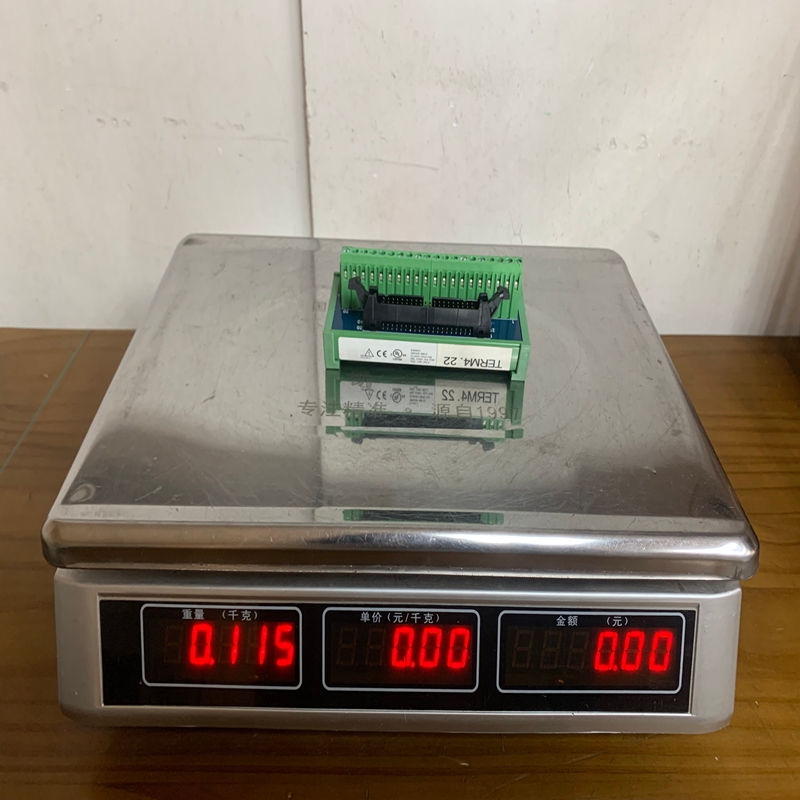 TERM4.22
专注精准 源自1991
重量 (千克)
单价(元/千克)
金额 (元)
0.115
0.00
0.00